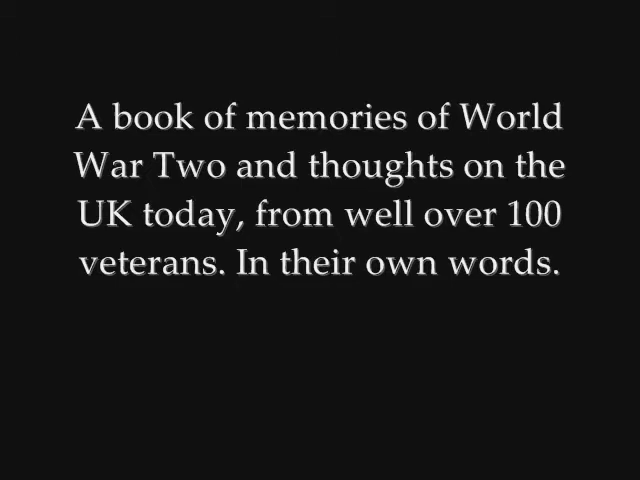 A book of memories of World
War Two and thoughts on the
UK today, from well over 100
veterans. In their own words.